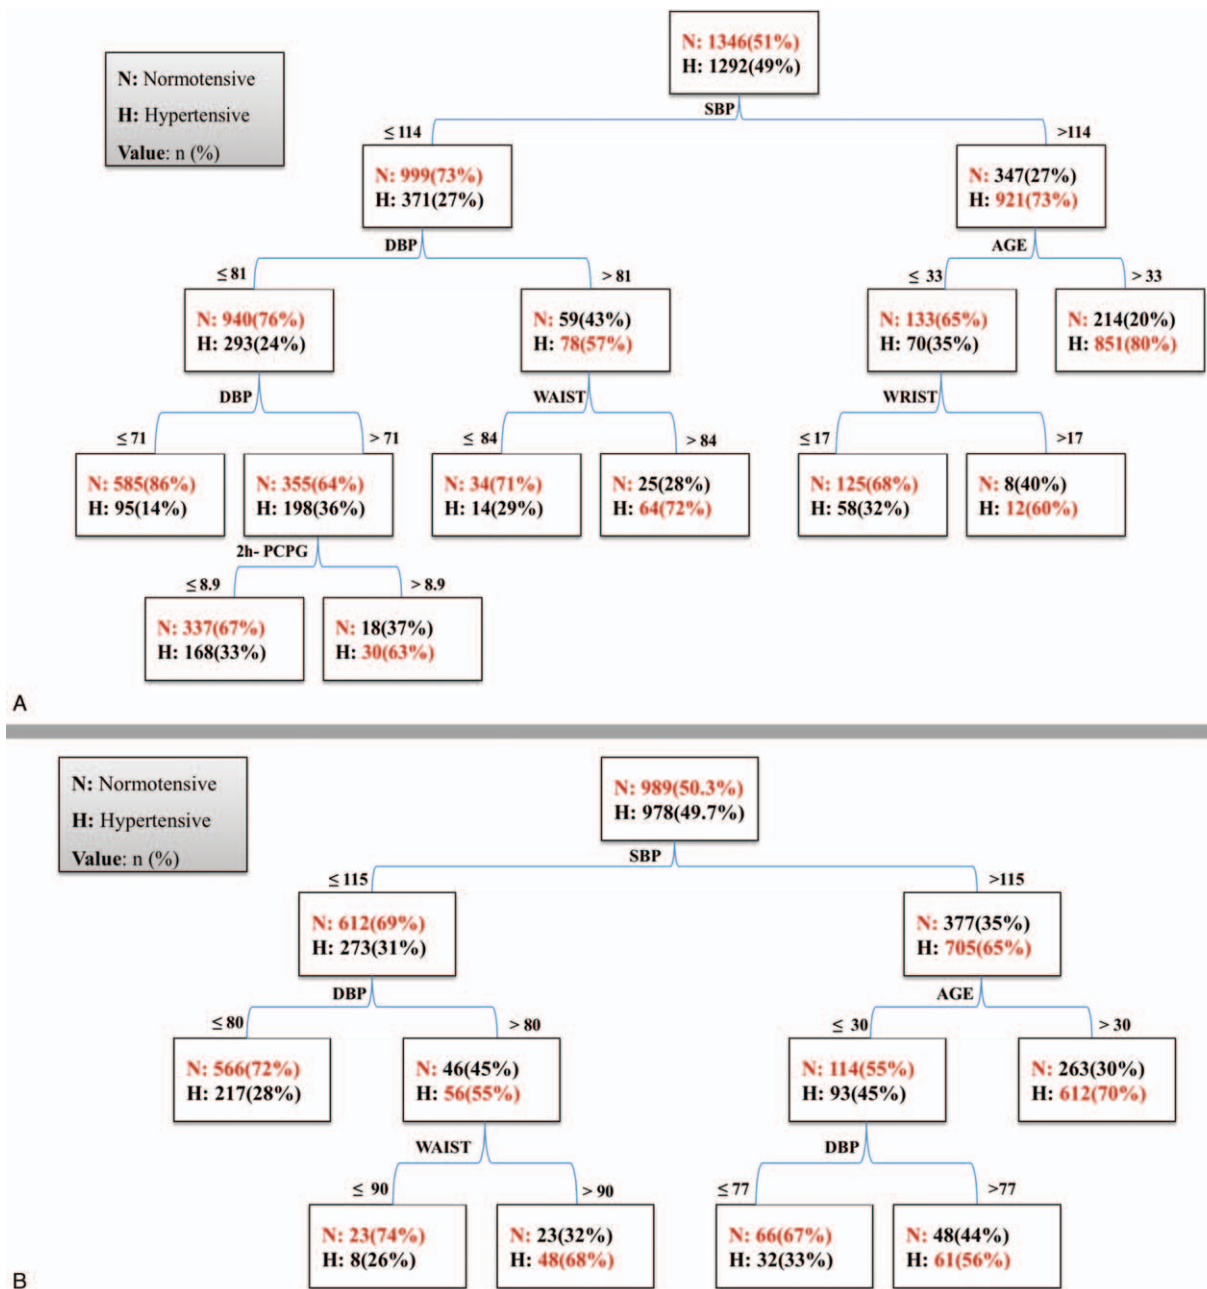 N: Normotensive
H: Hypertensive
Value: n (%)
N: 1346(51%)
H: 1292(49%)
SBP
≤ 114
>114
N: 999(73%)
H: 371(27%)
N: 347(27%)
H: 921(73%)
DBP
AGE
≤ 81
> 81
≤ 33
> 33
N: 940(76%)
H: 293(24%)
N: 59(43%)
H: 78(57%)
N: 133(65%)
H: 70(35%)
N: 214(20%)
H: 851(80%)
DBP
WAIST
WRIST
≤ 71
> 71
≤ 84
> 84
≤ 17
>17
N: 585(86%)
H: 95(14%)
N: 355(64%)
H: 198(36%)
N: 34(71%)
H: 14(29%)
N: 25(28%)
H: 64(72%)
N: 125(68%)
H: 58(32%)
N: 8(40%)
H: 12(60%)
2h- PCPG
≤ 8.9
> 8.9
N: 337(67%)
H: 168(33%)
N: 18(37%)
H: 30(63%)
A
N: Normotensive
H: Hypertensive
Value: n (%)
N: 989(50.3%)
H: 978(49.7%)
SBP
≤ 115
>115
N: 612(69%)
H: 273(31%)
N: 377(35%)
H: 705(65%)
DBP
AGE
≤ 80
> 80
≤ 30
> 30
N: 566(72%)
H: 217(28%)
N: 46(45%)
H: 56(55%)
N: 114(55%)
H: 93(45%)
N: 263(30%)
H: 612(70%)
WAIST
DBP
≤ 90
> 90
≤ 77
>77
N: 23(74%)
H: 8(26%)
N: 23(32%)
H: 48(68%)
N: 66(67%)
H: 32(33%)
N: 48(44%)
H: 61(56%)
B